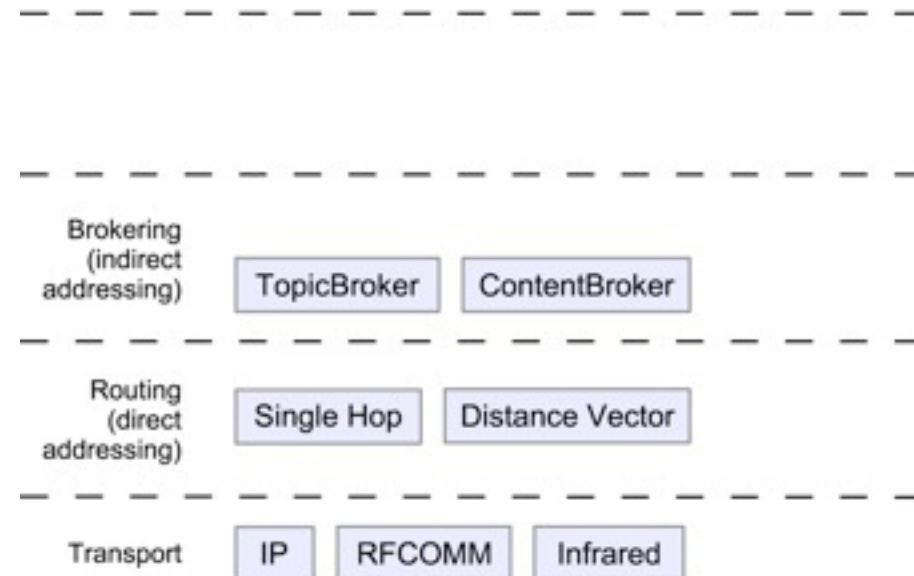 Brokering
(indirect
addressing)
TopicBroker
ContentBroker
Routing
(direct
addressing)
Single Hop
Distance Vector
Transport
IP
RFCOMM
Infrared